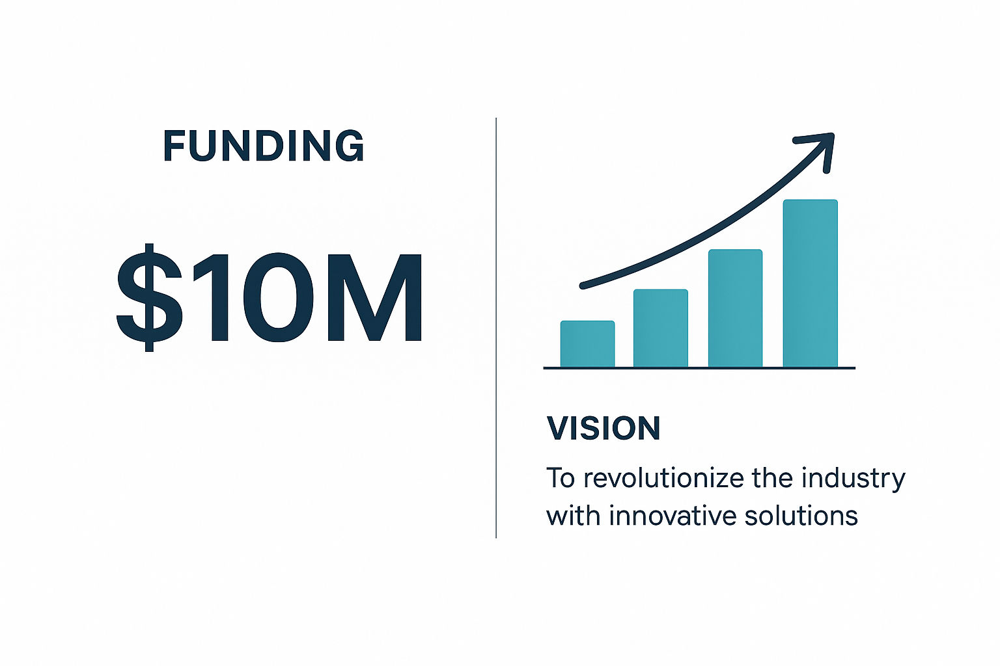 FUNDING
$10M
VISION
To revolutionize the industry
with innovative solutions